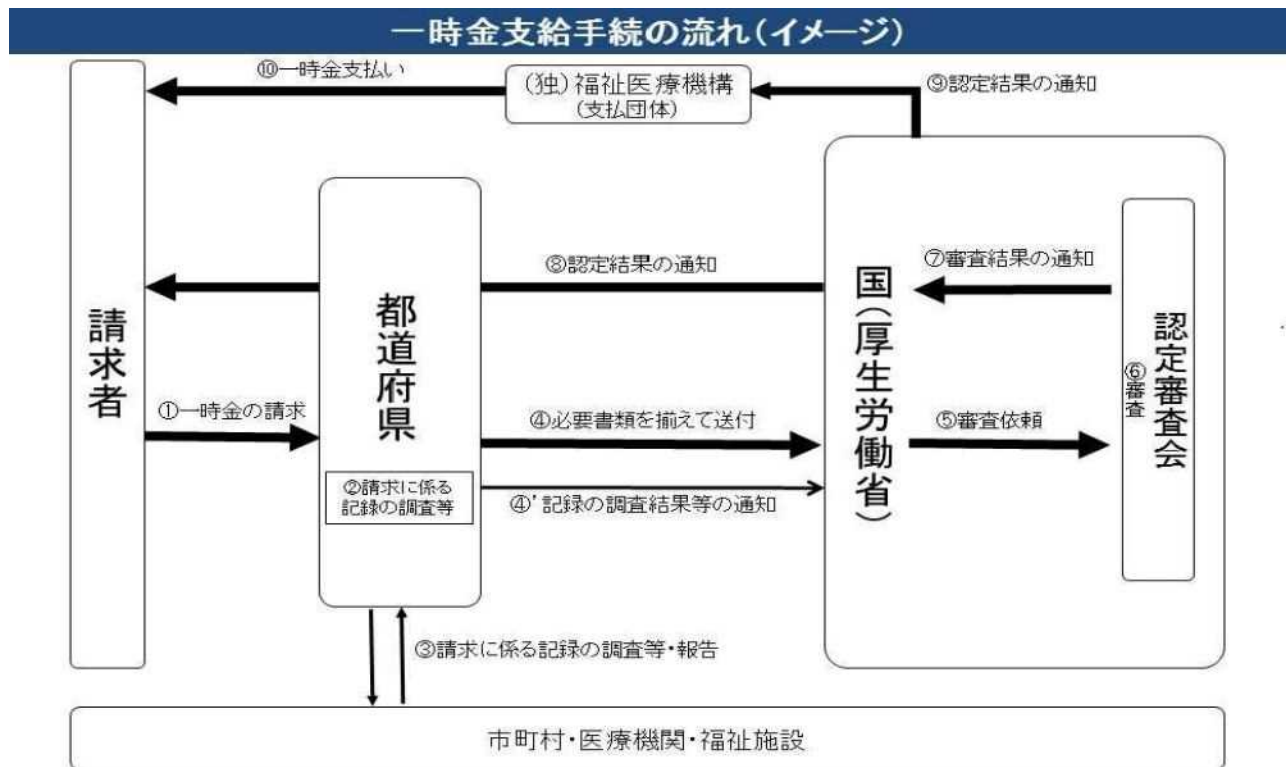 一時金支給手続の流れ(イメージ)
⑩一時金支払い
(独)福祉医療機構
(支払団体)
⑨認定結果の通知
請求者
都道府県
⑧認定結果の通知
国(厚生労働省)
⑦審査結果の通知
認定審査会
⑥審査
①一時金の請求
④必要書類を揃えて送付
⑤審査依頼
②請求に係る
記録の調査等
④'記録の調査結果等の通知
③請求に係る記録の調査等・報告
市町村・医療機関・福祉施設